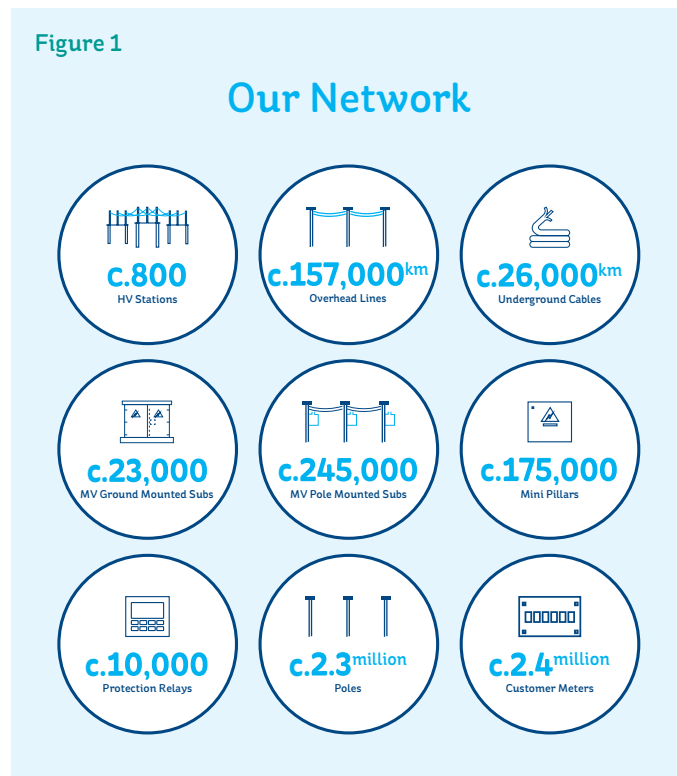 Figure 1
Our Network
c.800
HV Stations
c.157,000km
Overhead Lines
c.26,000km
Underground Cables
c.23,000
MV Ground Mounted Subs
c.245,000
MV Pole Mounted Subs
c.175,000
Mini Pillars
c.10,000
Protection Relays
c.2.3million
Poles
c.2.4million
Customer Meters